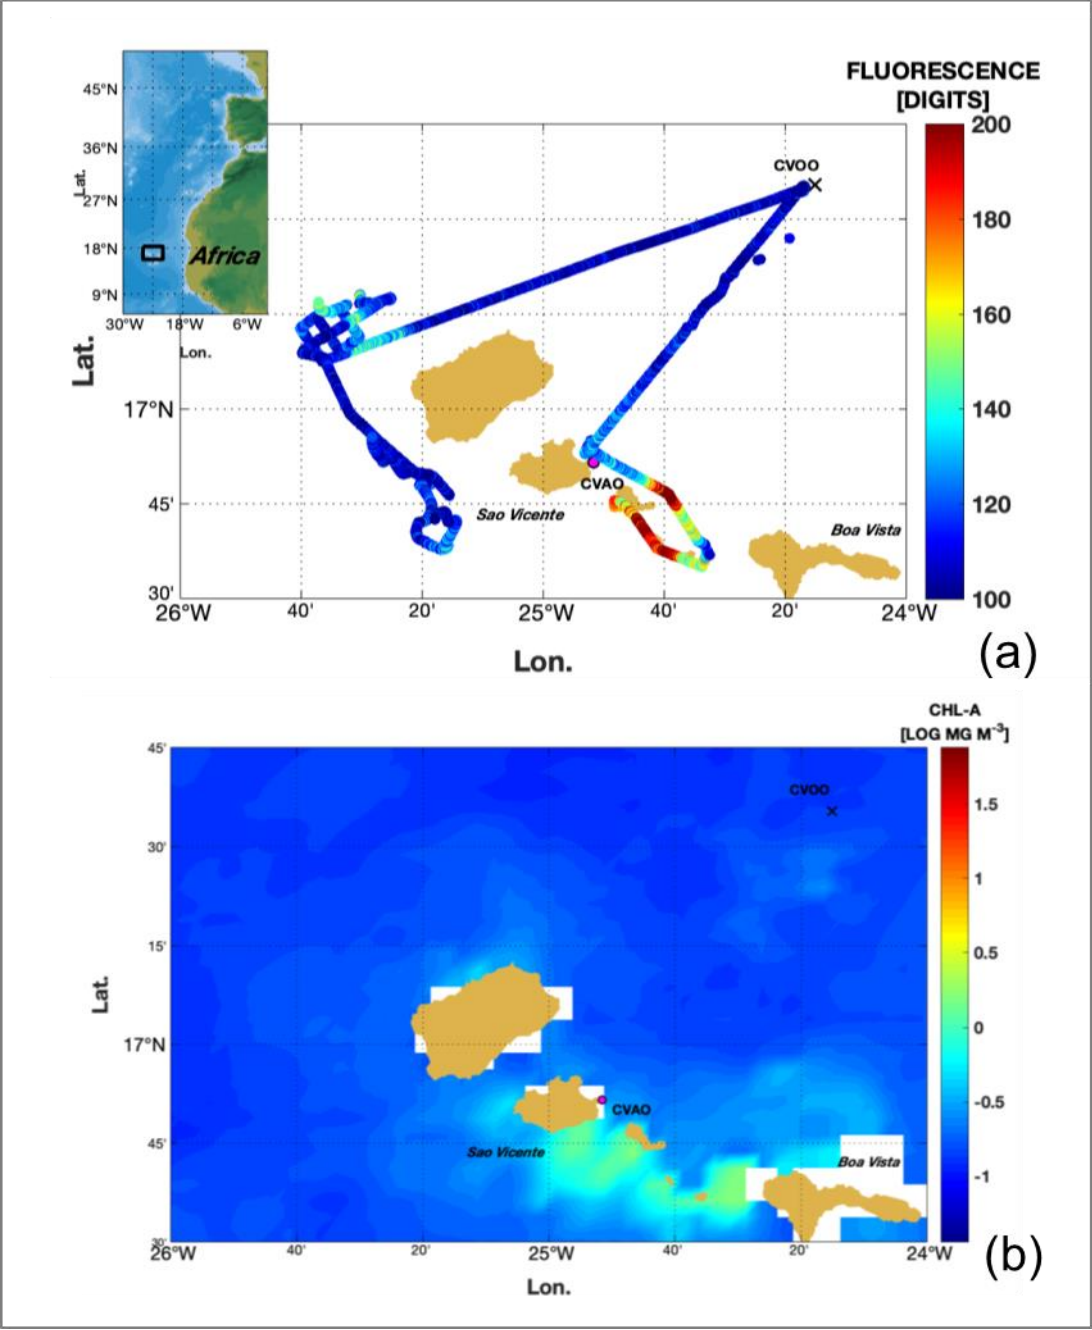 FLUORESCENCE
[DIGITS]
45°N
36°N
Lat.
27°N
18°N
Africa
9°N
30°W 18°W 6°W
Lon.
CVOO
200
180
160
140
120
100
Lat.
17°N
45'
30'
CVAO
Sao Vicente
Boa Vista
26°W 40' 20' 25°W 40' 20' 24°W
Lon.
(a)
CHL-A
[LOG MG M-3]
45'
30'
15'
Lat.
17°N
45'
30'
CVOO
1.5
1
0.5
0
-0.5
-1
CVAO
Sao Vicente
Boa Vista
26°W 40' 20' 25°W 40' 20' 24°W
Lon.
(b)